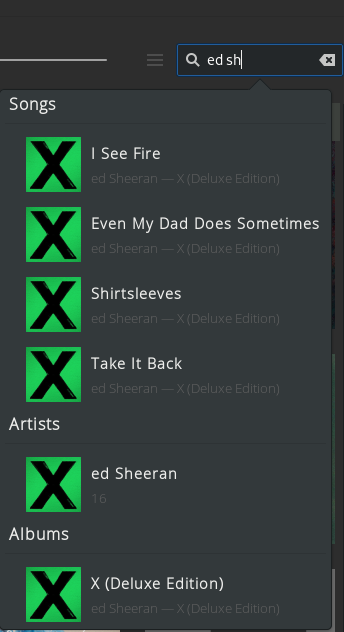 ed sh
Songs
I See Fire
ed Sheeran — X (Deluxe Edition)
Even My Dad Does Sometimes
ed Sheeran — X (Deluxe Edition)
Shirtsleeves
ed Sheeran — X (Deluxe Edition)
Take It Back
ed Sheeran — X (Deluxe Edition)
Artists
ed Sheeran
16
Albums
X (Deluxe Edition)
ed Sheeran — X (Deluxe Edition)